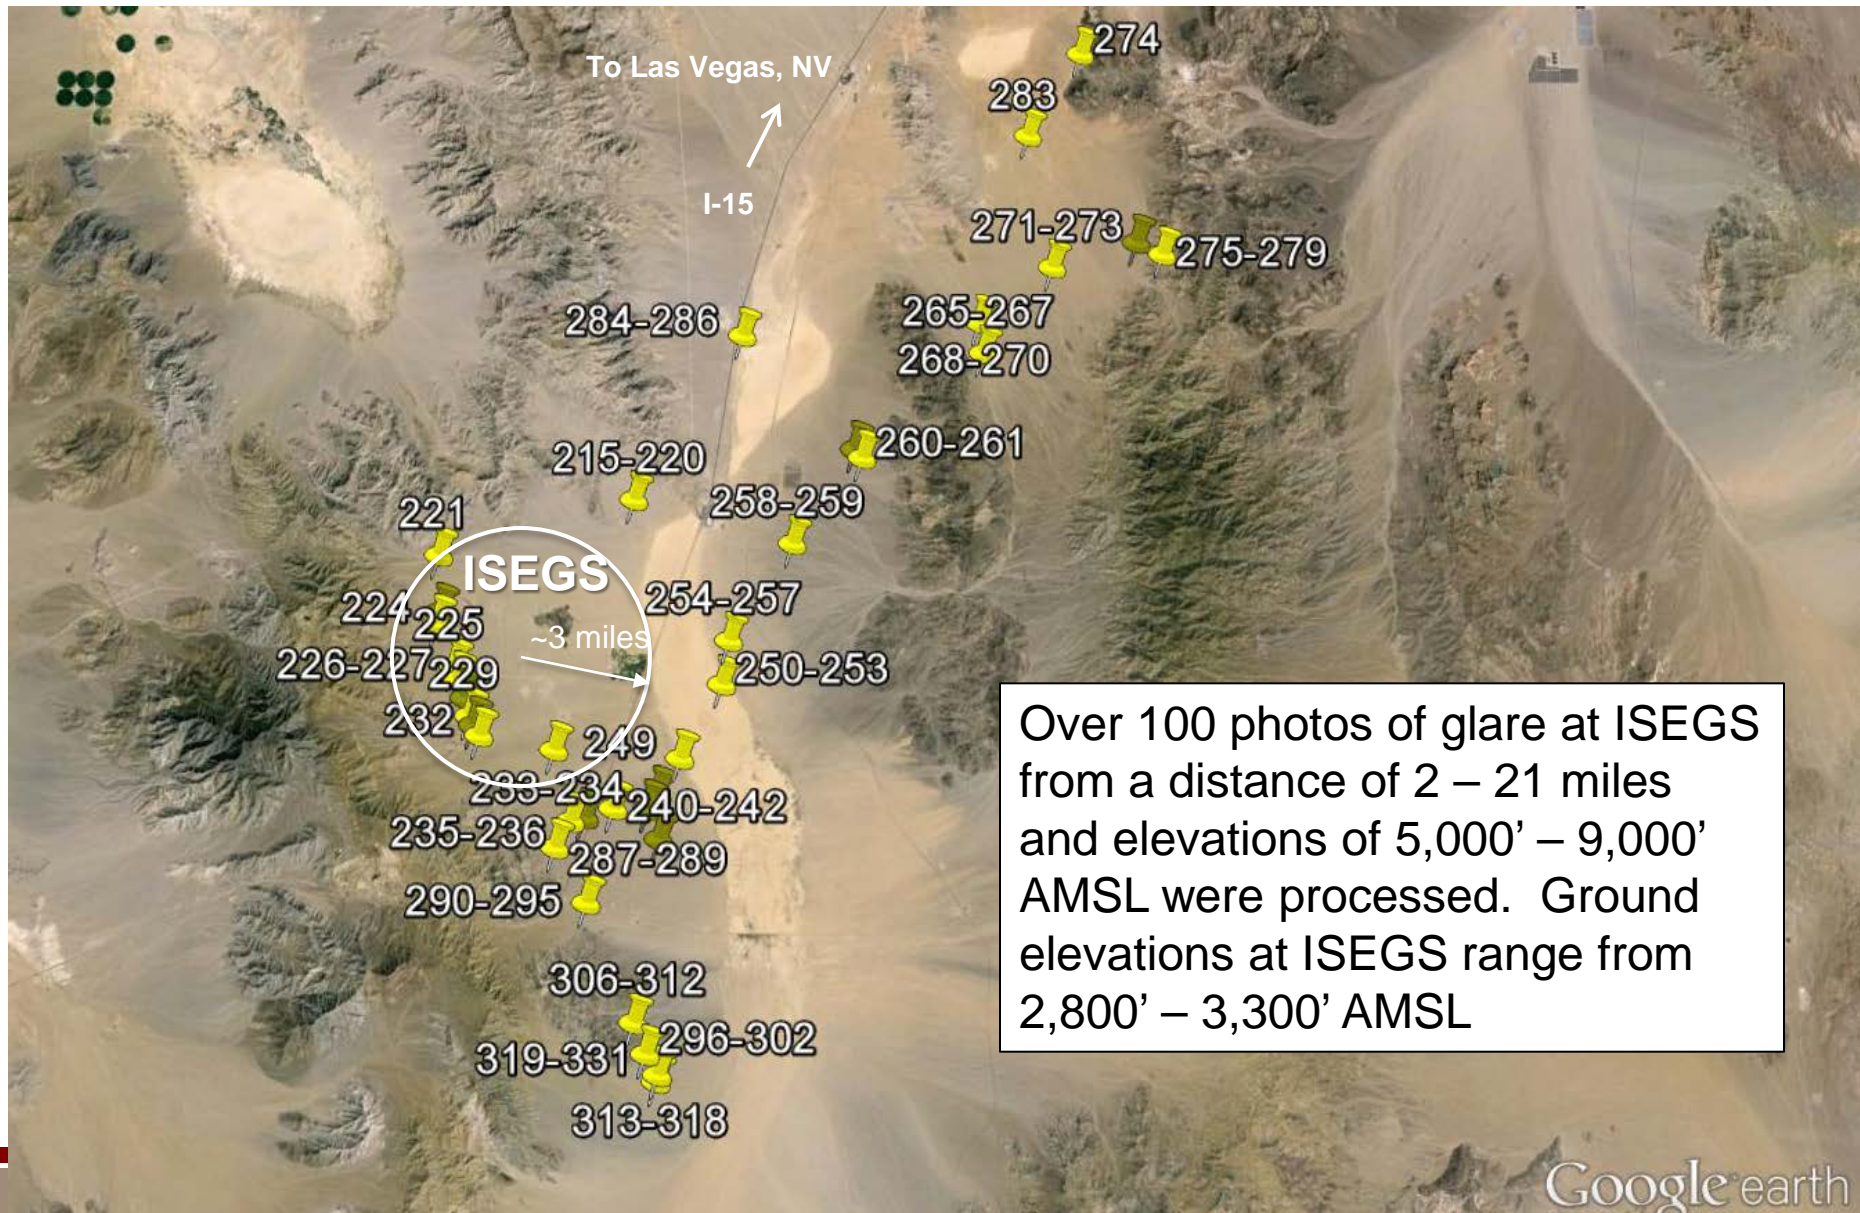 274
To Las Vegas, NV
283
I-15
271-273
275-279
265-267
284-286
268-270
260-261
215-220
258-259
221
ISEGS
254-257
224
225
~3 miles
226-227
229
250-253
232
249
233-234
240-242
235-236
287-289
290-295
306-312
296-302
319-331
313-318
Over 100 photos of glare at ISEGS
from a distance of 2 – 21 miles
and elevations of 5,000’ – 9,000’
AMSL were processed.  Ground
elevations at ISEGS range from
2,800’ – 3,300’ AMSL
Google earth